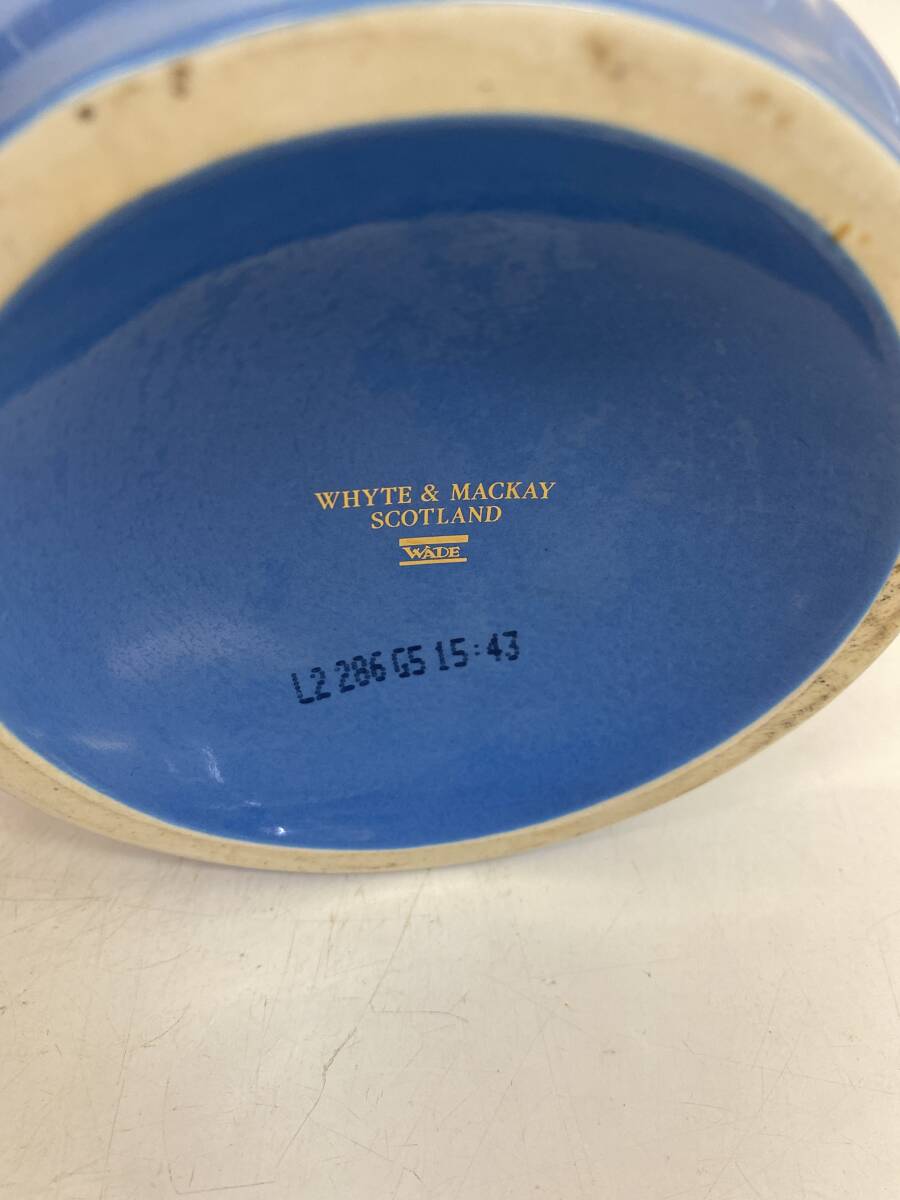 WHYTE & MACKAY
SCOTLAND
WADE
L2 286 G5 15:43